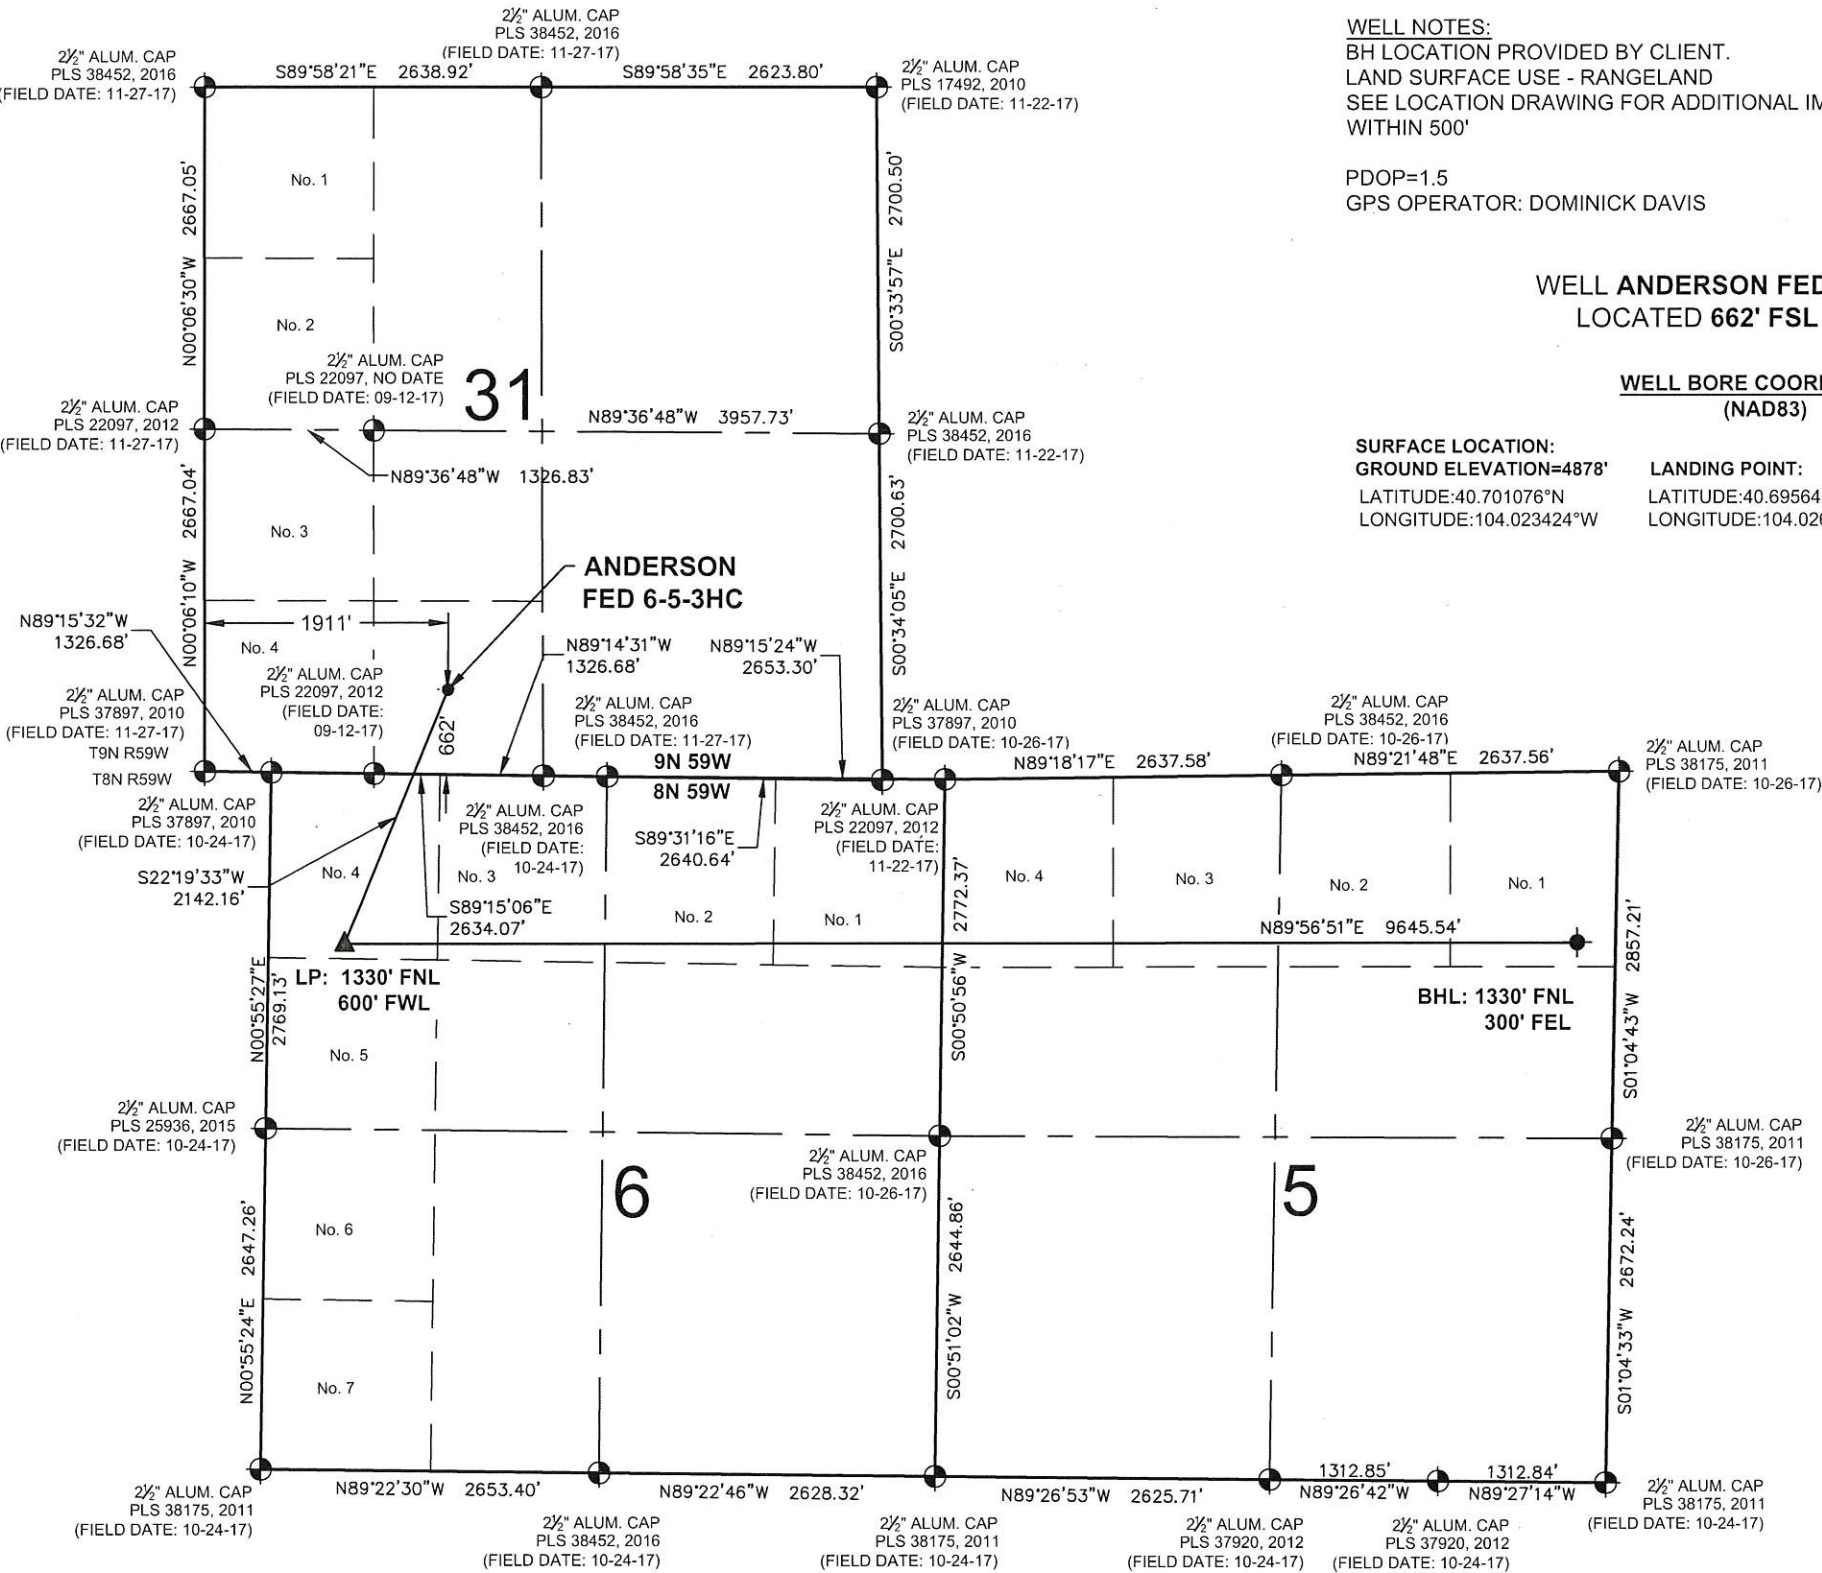 2½" ALUM. CAP
PLS 38452, 2016
(FIELD DATE: 11-27-17)
2½" ALUM. CAP
PLS 38452, 2016
(FIELD DATE: 11-27-17)
S89°58'21"E 2638.92'
S89°58'35"E 2623.80'
2½" ALUM. CAP
PLS 17492, 2010
(FIELD DATE: 11-22-17)
WELL NOTES:
BH LOCATION PROVIDED BY CLIENT.
LAND SURFACE USE - RANGELAND
SEE LOCATION DRAWING FOR ADDITIONAL IM
WITHIN 500'
PDOP=1.5
GPS OPERATOR: DOMINICK DAVIS
WELL ANDERSON FED
LOCATED 662' FSL
WELL BORE COORD
(NAD83)
SURFACE LOCATION:
GROUND ELEVATION=4878'
LATITUDE:40.701076°N
LONGITUDE:104.023424°W
LANDING POINT:
LATITUDE:40.69564
LONGITUDE:104.026
N00°06'30"W 2667.05'
No. 1
No. 2
S00°33'57"E 2700.50'
2½" ALUM. CAP
PLS 22097, NO DATE
(FIELD DATE: 09-12-17)
31
2½" ALUM. CAP
PLS 22097, 2012
(FIELD DATE: 11-27-17)
N89°36'48"W 3957.73'
2½" ALUM. CAP
PLS 38452, 2016
(FIELD DATE: 11-22-17)
N89°36'48"W 1326.83'
N00°06'10"W 2667.04'
No. 3
S00°34'05"E 2700.63'
ANDERSON
FED 6-5-3HC
N89°15'32"W
1326.68'
1911'
No. 4
N89°14'31"W
1326.68'
N89°15'24"W
2653.30'
2½" ALUM. CAP
PLS 37897, 2010
(FIELD DATE: 11-27-17)
T9N R59W
T8N R59W
2½" ALUM. CAP
PLS 22097, 2012
(FIELD DATE:
09-12-17)
662'
2½" ALUM. CAP
PLS 38452, 2016
(FIELD DATE: 11-27-17)
9N 59W
8N 59W
2½" ALUM. CAP
PLS 37897, 2010
(FIELD DATE: 10-26-17)
N89°18'17"E 2637.58'
2½" ALUM. CAP
PLS 38452, 2016
(FIELD DATE: 10-26-17)
N89°21'48"E 2637.56'
2½" ALUM. CAP
PLS 38175, 2011
(FIELD DATE: 10-26-17)
2½" ALUM. CAP
PLS 37897, 2010
(FIELD DATE: 10-24-17)
S22°19'33"W
2142.16'
No. 4
2½" ALUM. CAP
PLS 38452, 2016
(FIELD DATE:
10-24-17)
No. 3
S89°15'06"E
2634.07'
S89°31'16"E
2640.64'
2½" ALUM. CAP
PLS 22097, 2012
(FIELD DATE:
11-22-17)
No. 2
No. 1
S00°50'56"W 2772.37'
No. 4
No. 3
No. 2
No. 1
N89°56'51"E 9645.54'
S01°04'43"W 2857.21'
N00°55'27"E
2769.13'
LP: 1330' FNL
600' FWL
BHL: 1330' FNL
300' FEL
No. 5
2½" ALUM. CAP
PLS 25936, 2015
(FIELD DATE: 10-24-17)
2½" ALUM. CAP
PLS 38452, 2016
(FIELD DATE: 10-26-17)
2½" ALUM. CAP
PLS 38175, 2011
(FIELD DATE: 10-26-17)
6
5
N00°55'24"E 2647.26'
No. 6
No. 7
S00°51'02"W 2644.86'
S01°04'33"W 2672.24'
2½" ALUM. CAP
PLS 38175, 2011
(FIELD DATE: 10-24-17)
N89°22'30"W 2653.40'
N89°22'46"W 2628.32'
N89°26'53"W 2625.71'
1312.85'
N89°26'42"W
1312.84'
N89°27'14"W
2½" ALUM. CAP
PLS 38175, 2011
(FIELD DATE: 10-24-17)
2½" ALUM. CAP
PLS 38452, 2016
(FIELD DATE: 10-24-17)
2½" ALUM. CAP
PLS 38175, 2011
(FIELD DATE: 10-24-17)
2½" ALUM. CAP
PLS 37920, 2012
(FIELD DATE: 10-24-17)
2½" ALUM. CAP
PLS 37920, 2012
(FIELD DATE: 10-24-17)